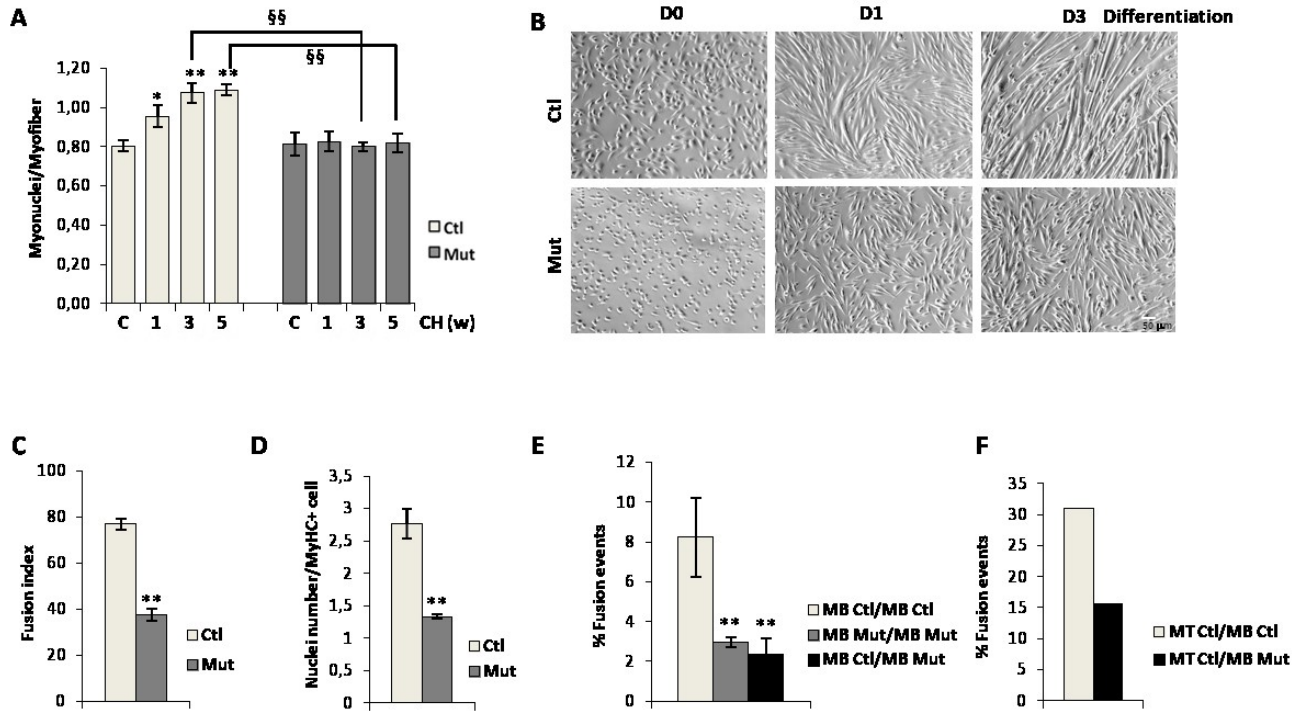 A
§§
§§
Myonuclei/Myofiber
1,20
1,00
0,80
0,60
0,40
0,20
0,00
*
**
**
Ctl
Mut
C 1 3 5 C 1 3 5 CH (w)
B
D0 D1 D3 Differentiation
Ctl
Mut
50 µm
C
Fusion index
100
80
60
40
20
0
**
Ctl
Mut
D
Nuclei number/MyHC+ cell
3,5
3
2,5
2
1,5
1
0,5
0
**
Ctl
Mut
E
% Fusion events
12
10
8
6
4
2
0
**
**
MB Ctl/MB Ctl
MB Mut/MB Mut
MB Ctl/MB Mut
F
% Fusion events
35
30
25
20
15
10
5
0
MT Ctl/MB Ctl
MT Ctl/MB Mut